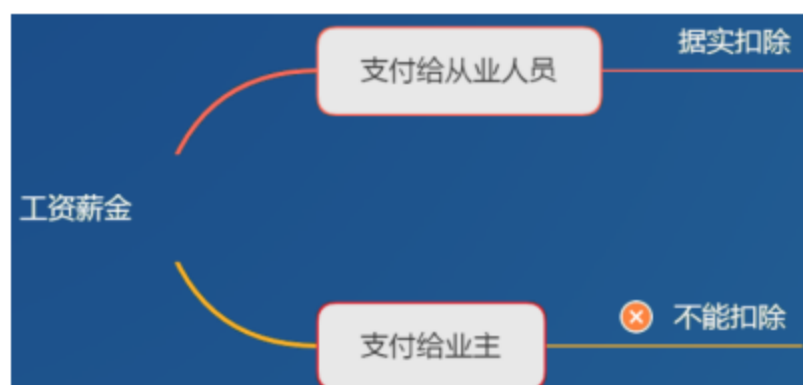 据实扣除
支付给从业人员
工资薪金
不能扣除
支付给业主